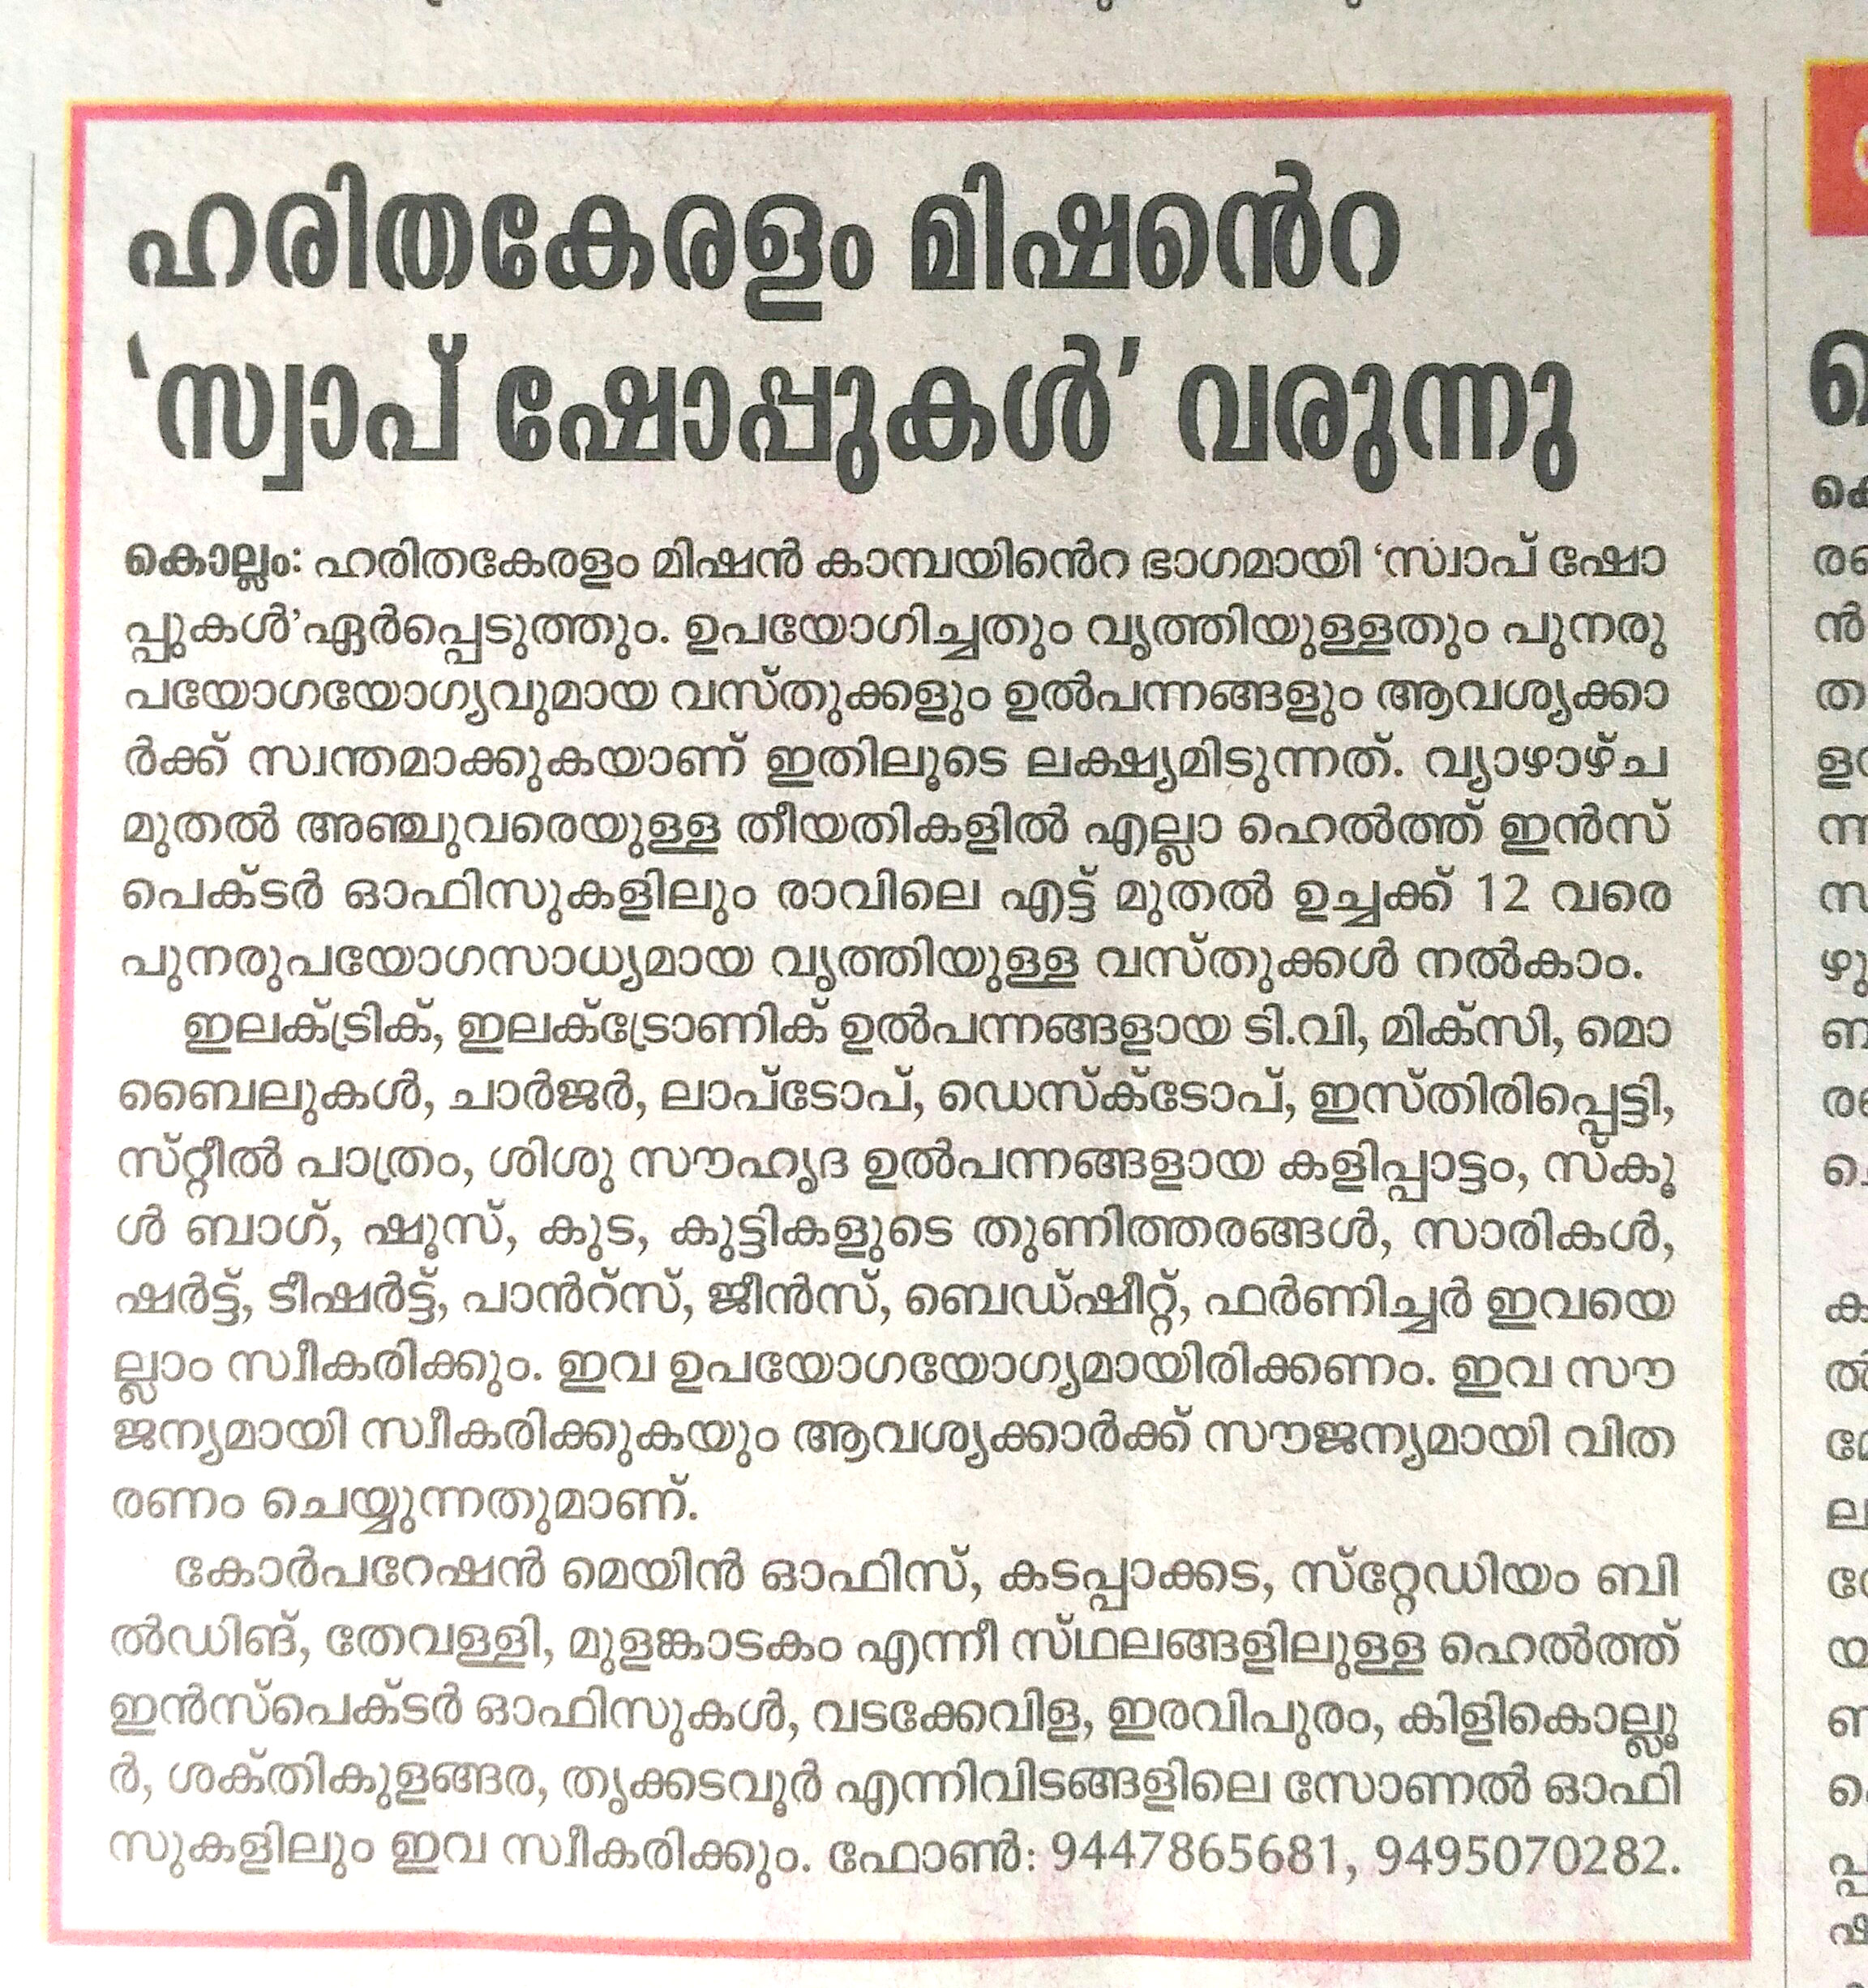 ഹരിതകേരളം മിഷന്‍െറ
‘സ്വാപ് ഷോപ്പുകൾ’ വരുന്നു
കൊല്ലം: ഹരിതകേരളം മിഷൻ കാമ്പയിന്‍െറ ഭാഗമായി ‘സ്വാപ് ഷോ
പ്പുകൾ’ഏർപ്പെടുത്തും. ഉപയോഗിച്ചതും വൃത്തിയുള്ളതും പുനരു
പയോഗയോഗ്യവുമായ വസ്തുക്കളും ഉൽപന്നങ്ങളും ആവശ്യക്കാ
ർക്ക് സ്വന്തമാക്കുകയാണ് ഇതിലൂടെ ലക്ഷ്യമിടുന്നത്. വ്യാഴാഴ്ച
മുതൽ അഞ്ചുവരെയുള്ള തീയതികളിൽ എല്ലാ ഹെൽത്ത് ഇൻസ്
പെക്ടർ ഓഫിസുകളിലും രാവിലെ എട്ട് മുതൽ ഉച്ചക്ക് 12 വരെ
പുനരുപയോഗസാധ്യമായ വൃത്തിയുള്ള വസ്തുക്കൾ നൽകാം.
ഇലക്ട്രിക്, ഇലക്ട്രോണിക് ഉൽപന്നങ്ങളായ ടി.വി, മിക്സി, മൊ
ബൈലുകൾ, ചാർജർ, ലാപ്ടോപ്, ഡെസ്ക്ടോപ്, ഇസ്തിരിപ്പെട്ടി,
സ്റ്റീൽ പാത്രം, ശിശു സൗഹൃദ ഉൽപന്നങ്ങളായ കളിപ്പാട്ടം, സ്കൂ
ൾ ബാഗ്, ഷൂസ്, കുട, കുട്ടികളുടെ തുണിത്തരങ്ങൾ, സാരികൾ,
ഷർട്ട്, ടീഷർട്ട്, പാൻറ്സ്, ജീൻസ്, ബെഡ്ഷീറ്റ്, ഫർണിച്ചർ ഇവയെ
ല്ലാം സ്വീകരിക്കും. ഇവ ഉപയോഗയോഗ്യമായിരിക്കണം. ഇവ സൗ
ജന്യമായി സ്വീകരിക്കുകയും ആവശ്യക്കാർക്ക് സൗജന്യമായി വിത
രണം ചെയ്യുന്നതുമാണ്.
കോർപറേഷൻ മെയിൻ ഓഫിസ്, കടപ്പാക്കട, സ്റ്റേഡിയം ബി
ൽഡിങ്, തേവള്ളി, മുളങ്കാടകം എന്നീ സ്ഥലങ്ങളിലുള്ള ഹെൽത്ത്
ഇൻസ്പെക്ടർ ഓഫിസുകൾ, വടക്കേവിള, ഇരവിപുരം, കിളികൊല്ലൂ
ർ, ശക്തികുളങ്ങര, തൃക്കടവൂർ എന്നിവിടങ്ങളിലെ സോണൽ ഓഫി
സുകളിലും ഇവ സ്വീകരിക്കും. ഫോൺ: 9447865681, 9495070282.